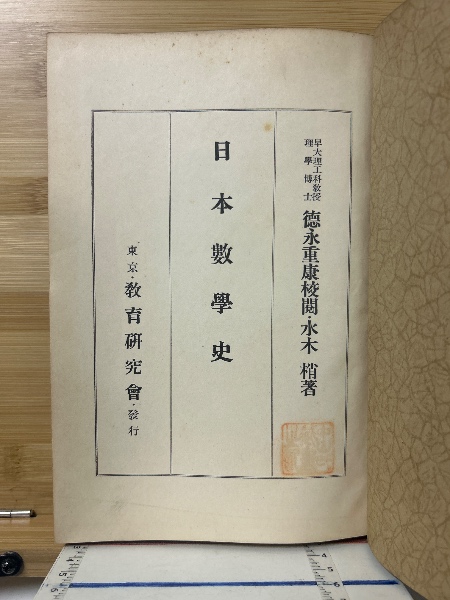 早大理工科教授
理學博士
德永重康校閲・水木梢著
日本數學史
東京・教育研究會・發行